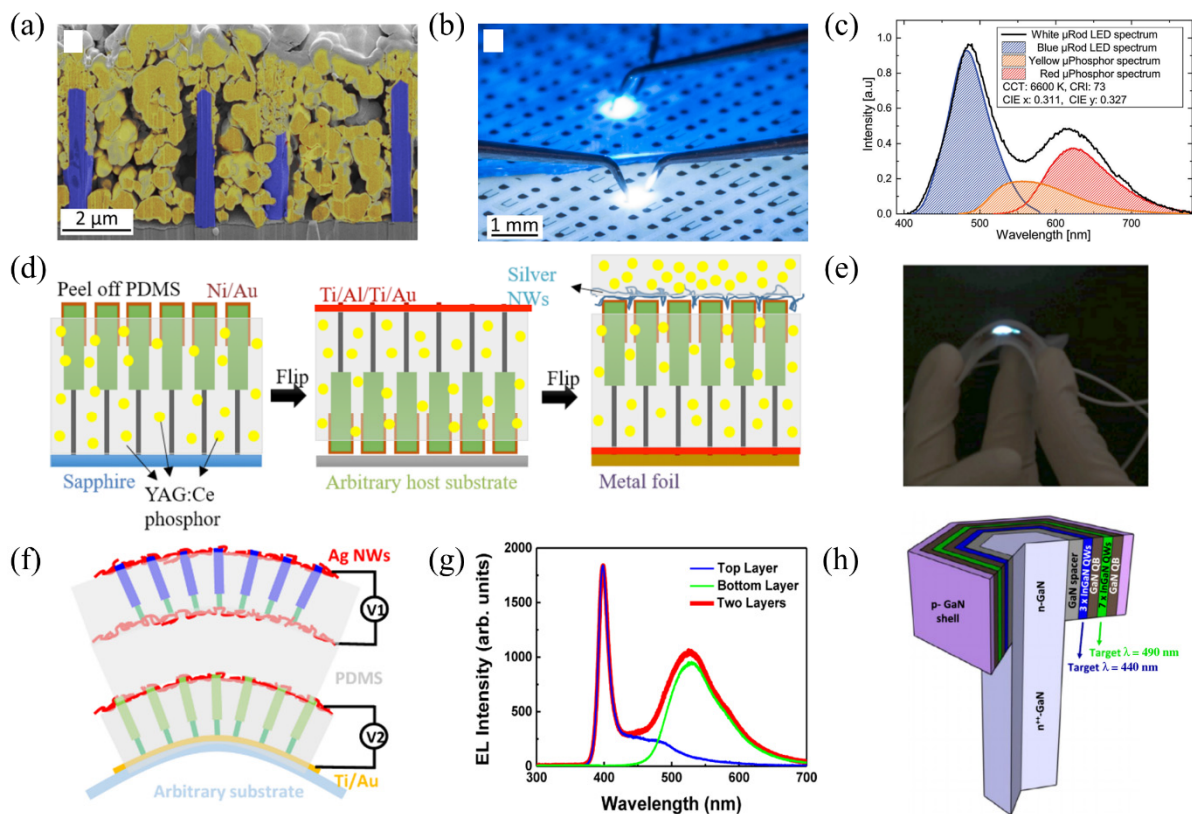 (a)
2 μm
(b)
1 mm
(c)
White μRod LED spectrum
Blue μRod LED spectrum
Yellow μPhosphor spectrum
Red μPhosphor spectrum
CCT: 6600 K, CRI: 73
CIE x: 0.311, CIE y: 0.327
Intensity [a.u]
1.0
0.8
0.6
0.4
0.2
0.0
400 500 600 700
Wavelength [nm]
(d)
Peel off PDMS
Ni/Au
Flip
Sapphire
YAG:Ce
phosphor
Ti/Al/Ti/Au
Flip
Arbitrary host substrate
Silver
NWs
Metal foil
(e)
(f)
Ag NWs
V1
PDMS
V2
Ti/Au
Arbitrary substrate
(g)
EL Intensity (arb. units)
2000
1500
1000
500
0
Top Layer
Bottom Layer
Two Layers
300 400 500 600 700
Wavelength (nm)
(h)
p- GaN
shell
n-GaN
n⁺⁺-GaN
GaN spacer
3 x InGaN QWs
GaN QB
7 x InGaN QWs
GaN QB
Target λ = 490 nm
Target λ = 440 nm